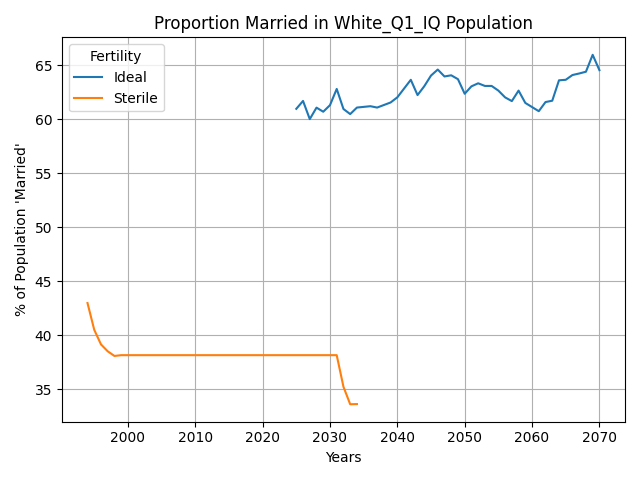 Proportion Married in White_Q1_IQ Population
% of Population 'Married'
65
60
55
50
45
40
35
Fertility
Ideal
Sterile
2000 2010 2020 2030 2040 2050 2060 2070
Years